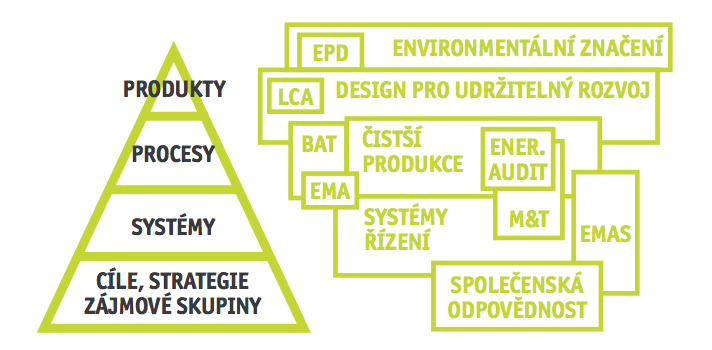 PRODUKTY
PROCESY
SYSTÉMY
CÍLE, STRATEGIE
ZÁJMOVÉ SKUPINY
EPD
ENVIRONMENTÁLNÍ ZNAČENÍ
LCA
DESIGN PRO UDRŽITELNÝ ROZVOJ
BAT
ČISTŠÍ
PRODUKCE
ENER.
AUDIT
EMA
SYSTÉMY
ŘÍZENÍ
M&T
EMAS
SPOLEČENSKÁ
ODPOVĚDNOST